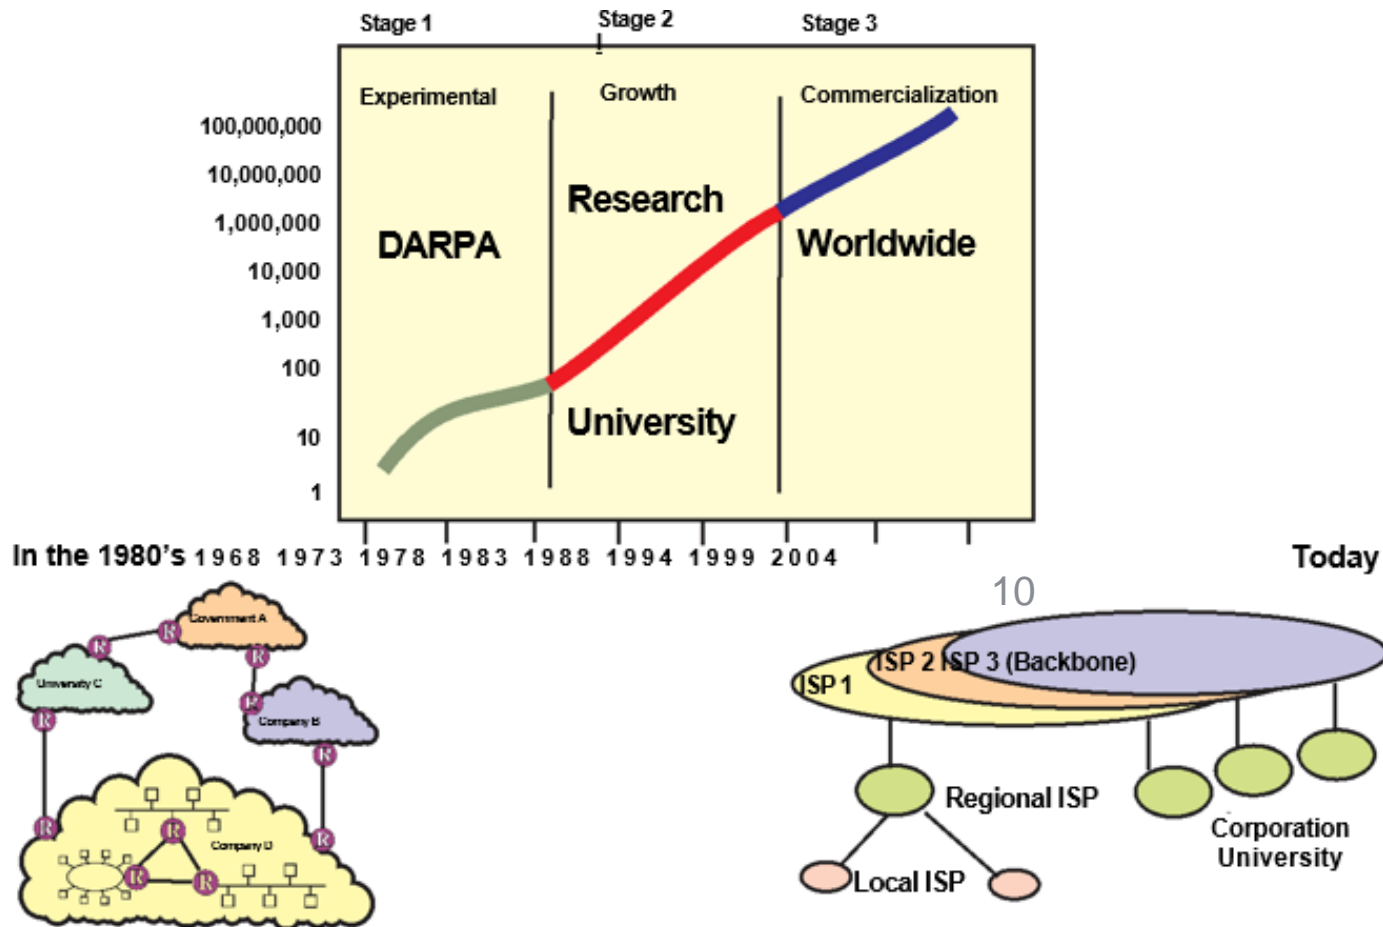 Stage 1
Stage 2
Stage 3
Experimental
Growth
Commercialization
100,000,000
10,000,000
1,000,000
10,000
1,000
100
10
1
DARPA
Research
University
Worldwide
In the 1980's
1968 1973 1978 1983 1988 1994 1999 2004
Today
10
Government A
R
R
R
University C
R
R
Company B
R
R
R
R
Company D
R
R
ISP 1
ISP 2
ISP 3 (Backbone)
Regional ISP
Local ISP
Corporation
University